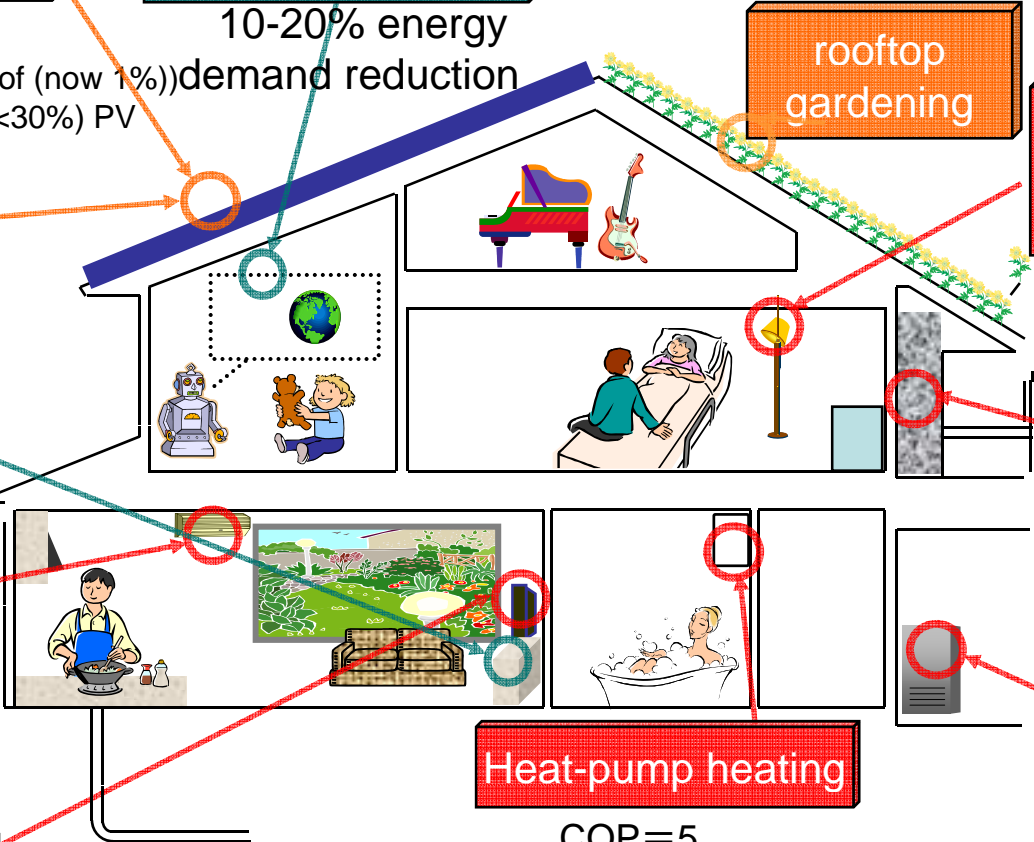 10-20% energy
of (now 1%))demand reduction
<30%) PV
rooftop
gardening
Heat-pump heating
COP＝5